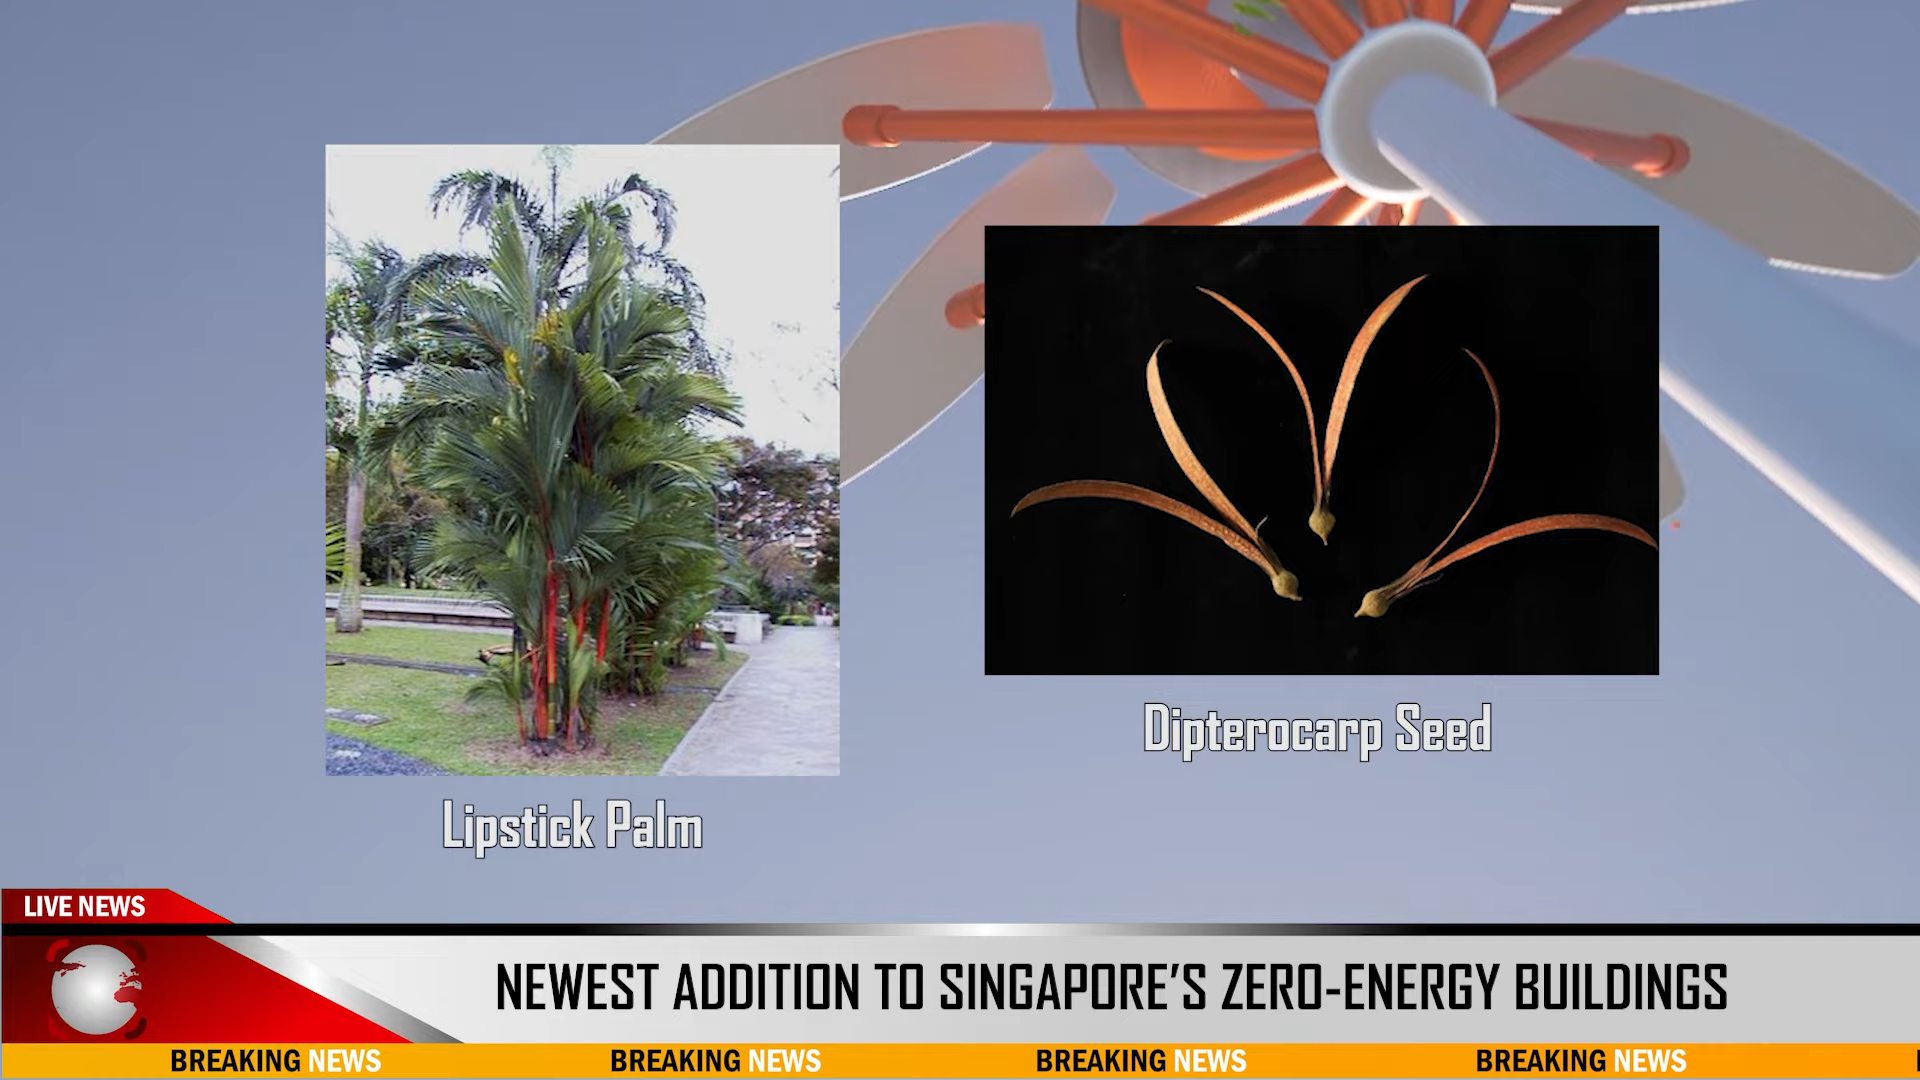 Dipterocarp Seed
Lipstick Palm
LIVE NEWS
NEWEST ADDITION TO SINGAPORE'S ZERO-ENERGY BUILDINGS
BREAKING NEWS BREAKING NEWS BREAKING NEWS BREAKING NEWS